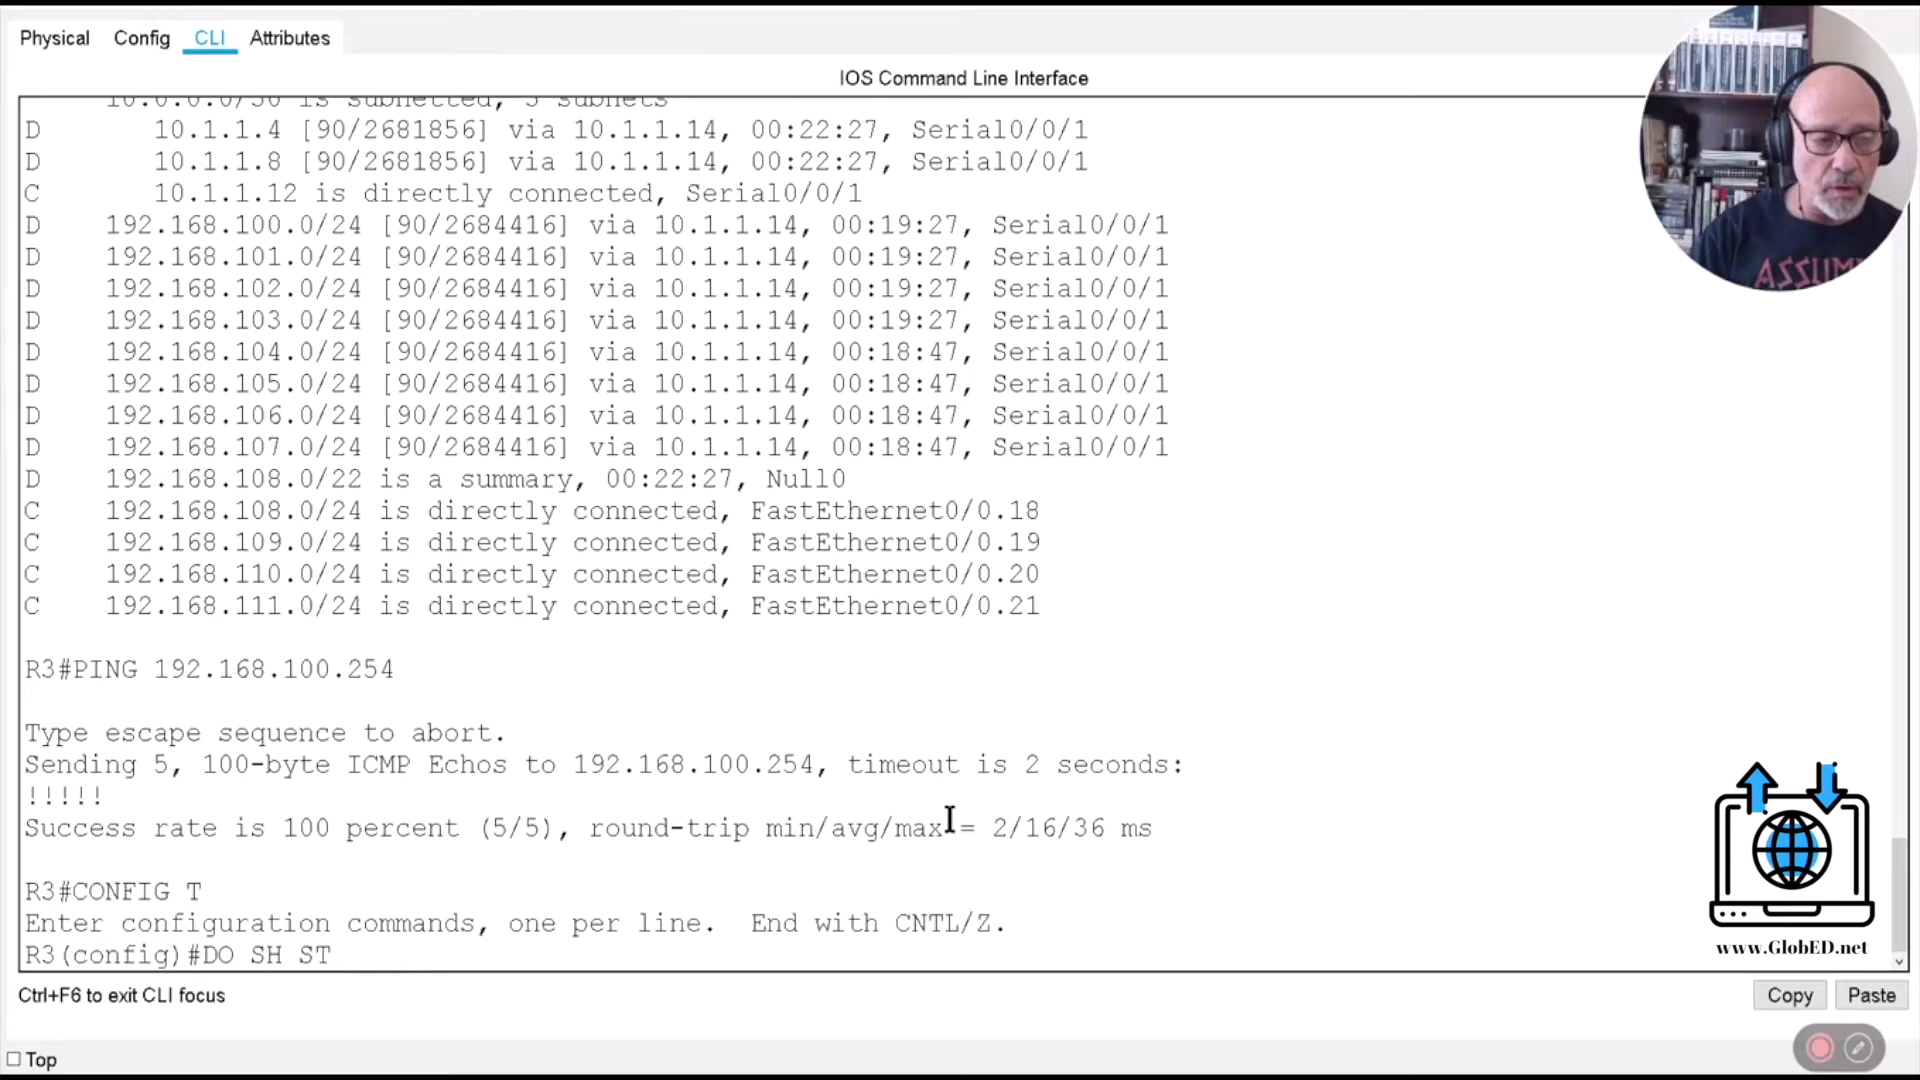 Physical Config CLI Attributes
IOS Command Line Interface
10.0.0.0/30 is subnetted, 3 subnets
D 10.1.1.4 [90/2681856] via 10.1.1.14, 00:22:27, Serial0/0/1
D 10.1.1.8 [90/2681856] via 10.1.1.14, 00:22:27, Serial0/0/1
C 10.1.1.12 is directly connected, Serial0/0/1
D 192.168.100.0/24 [90/2684416] via 10.1.1.14, 00:19:27, Serial0/0/1
D 192.168.101.0/24 [90/2684416] via 10.1.1.14, 00:19:27, Serial0/0/1
D 192.168.102.0/24 [90/2684416] via 10.1.1.14, 00:19:27, Serial0/0/1
D 192.168.103.0/24 [90/2684416] via 10.1.1.14, 00:19:27, Serial0/0/1
D 192.168.104.0/24 [90/2684416] via 10.1.1.14, 00:18:47, Serial0/0/1
D 192.168.105.0/24 [90/2684416] via 10.1.1.14, 00:18:47, Serial0/0/1
D 192.168.106.0/24 [90/2684416] via 10.1.1.14, 00:18:47, Serial0/0/1
D 192.168.107.0/24 [90/2684416] via 10.1.1.14, 00:18:47, Serial0/0/1
D 192.168.108.0/22 is a summary, 00:22:27, Null0
C 192.168.108.0/24 is directly connected, FastEthernet0/0.18
C 192.168.109.0/24 is directly connected, FastEthernet0/0.19
C 192.168.110.0/24 is directly connected, FastEthernet0/0.20
C 192.168.111.0/24 is directly connected, FastEthernet0/0.21
R3#PING 192.168.100.254
Type escape sequence to abort.
Sending 5, 100-byte ICMP Echos to 192.168.100.254, timeout is 2 seconds:
!!!!!
Success rate is 100 percent (5/5), round-trip min/avg/max = 2/16/36 ms
R3#CONFIG T
Enter configuration commands, one per line. End with CNTL/Z.
R3(config)#DO SH ST
Ctrl+F6 to exit CLI focus
Copy Paste
Top
ASSUM
www.GlobED.net